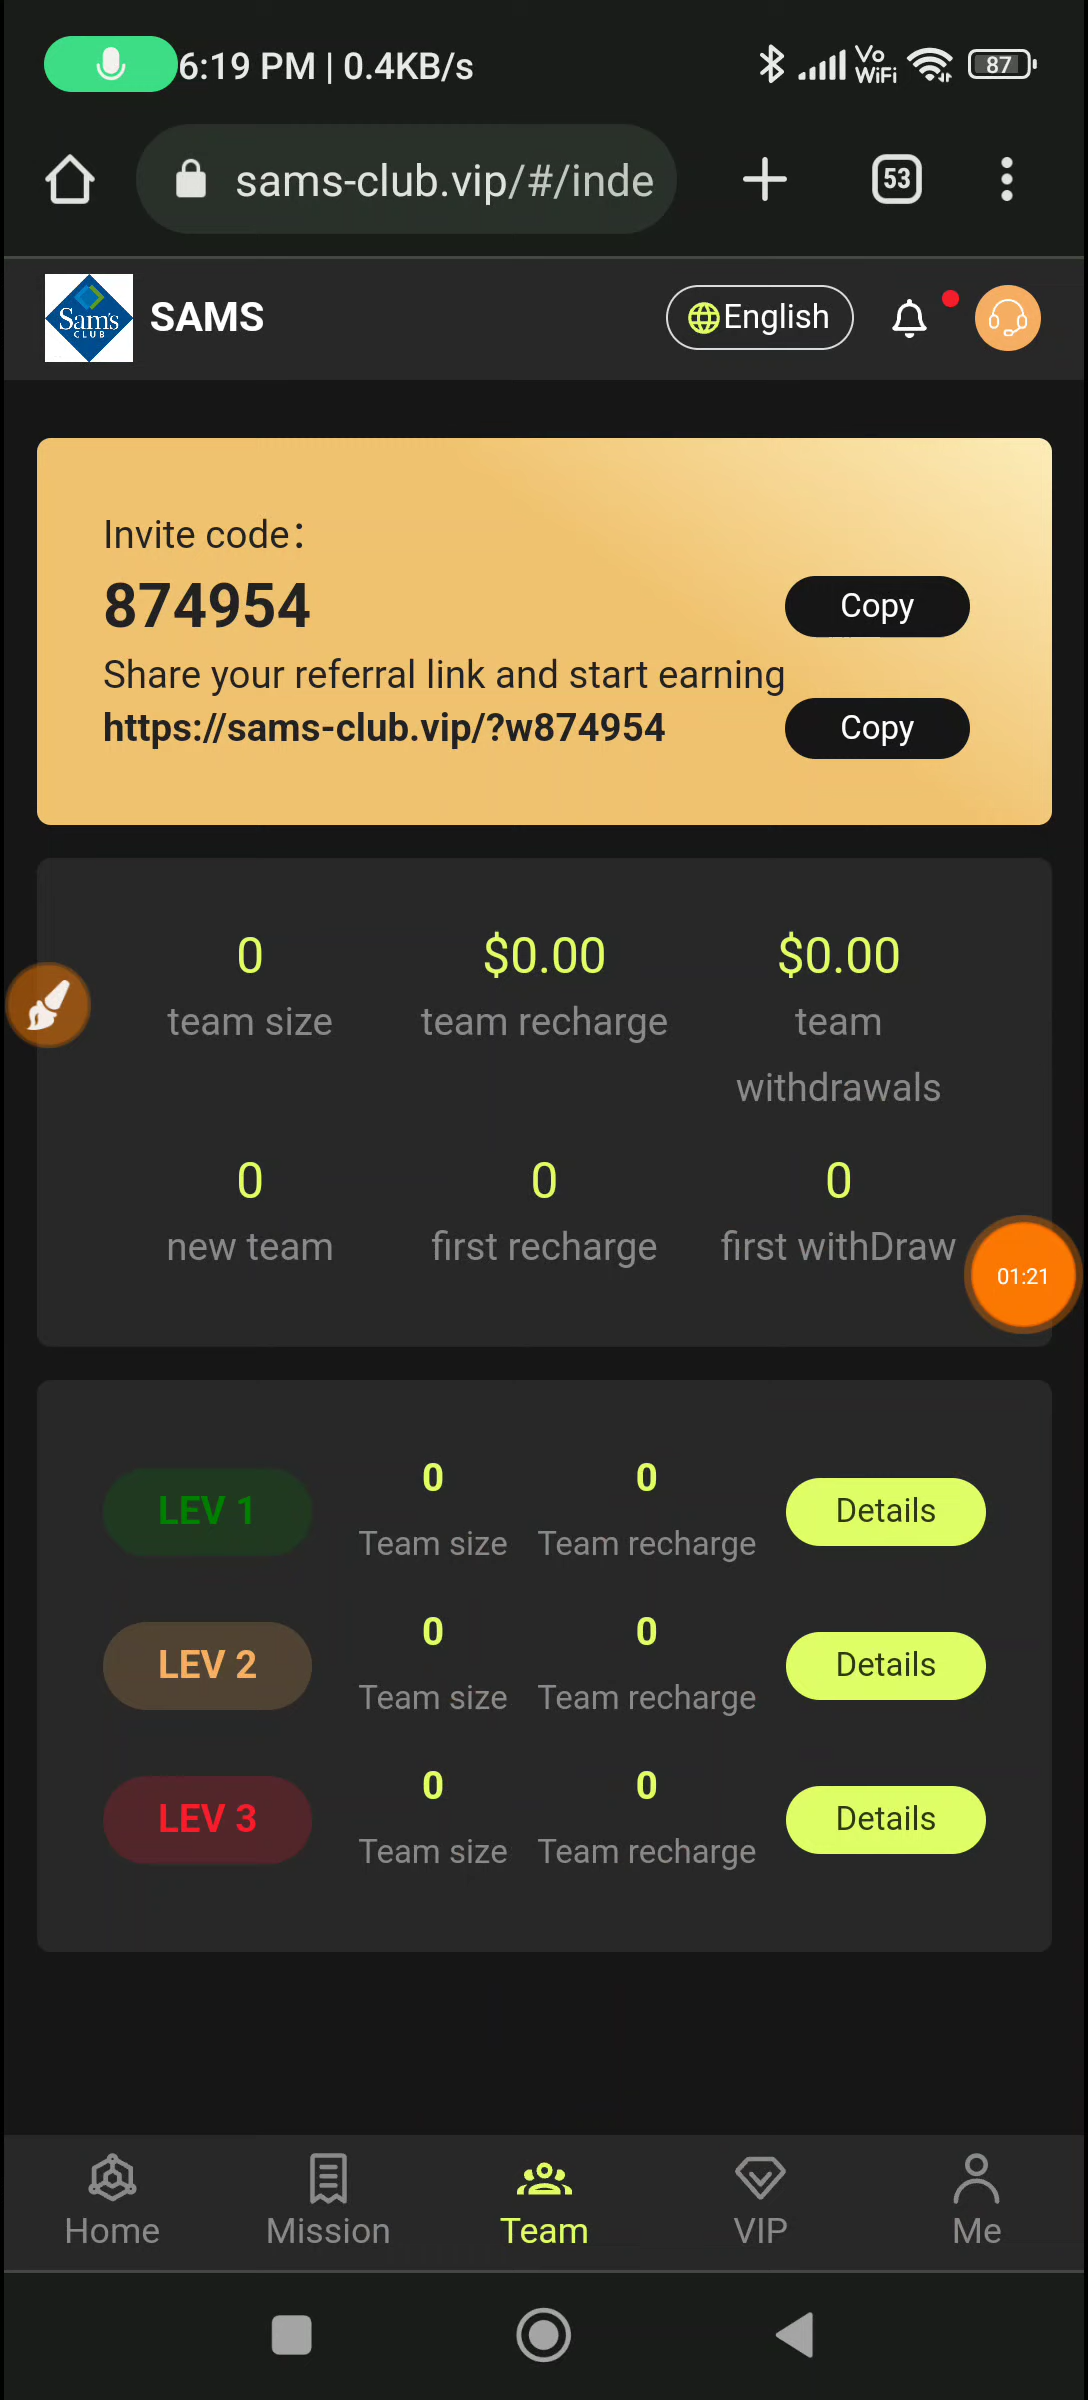 6:19 PM | 0.4KB/s
Vo WiFi
87
sams-club.vip/#/inde
53
Sam's CLUB
SAMS
English
Invite code：
874954
Copy
Share your referral link and start earning
https://sams-club.vip/?w874954
Copy
0 $0.00 $0.00
team size team recharge team
withdrawals
0 0 0
new team first recharge first withDraw
01:21
LEV 1
0 0
Team size Team recharge
Details
LEV 2
0 0
Team size Team recharge
Details
LEV 3
0 0
Team size Team recharge
Details
Home Mission Team VIP Me